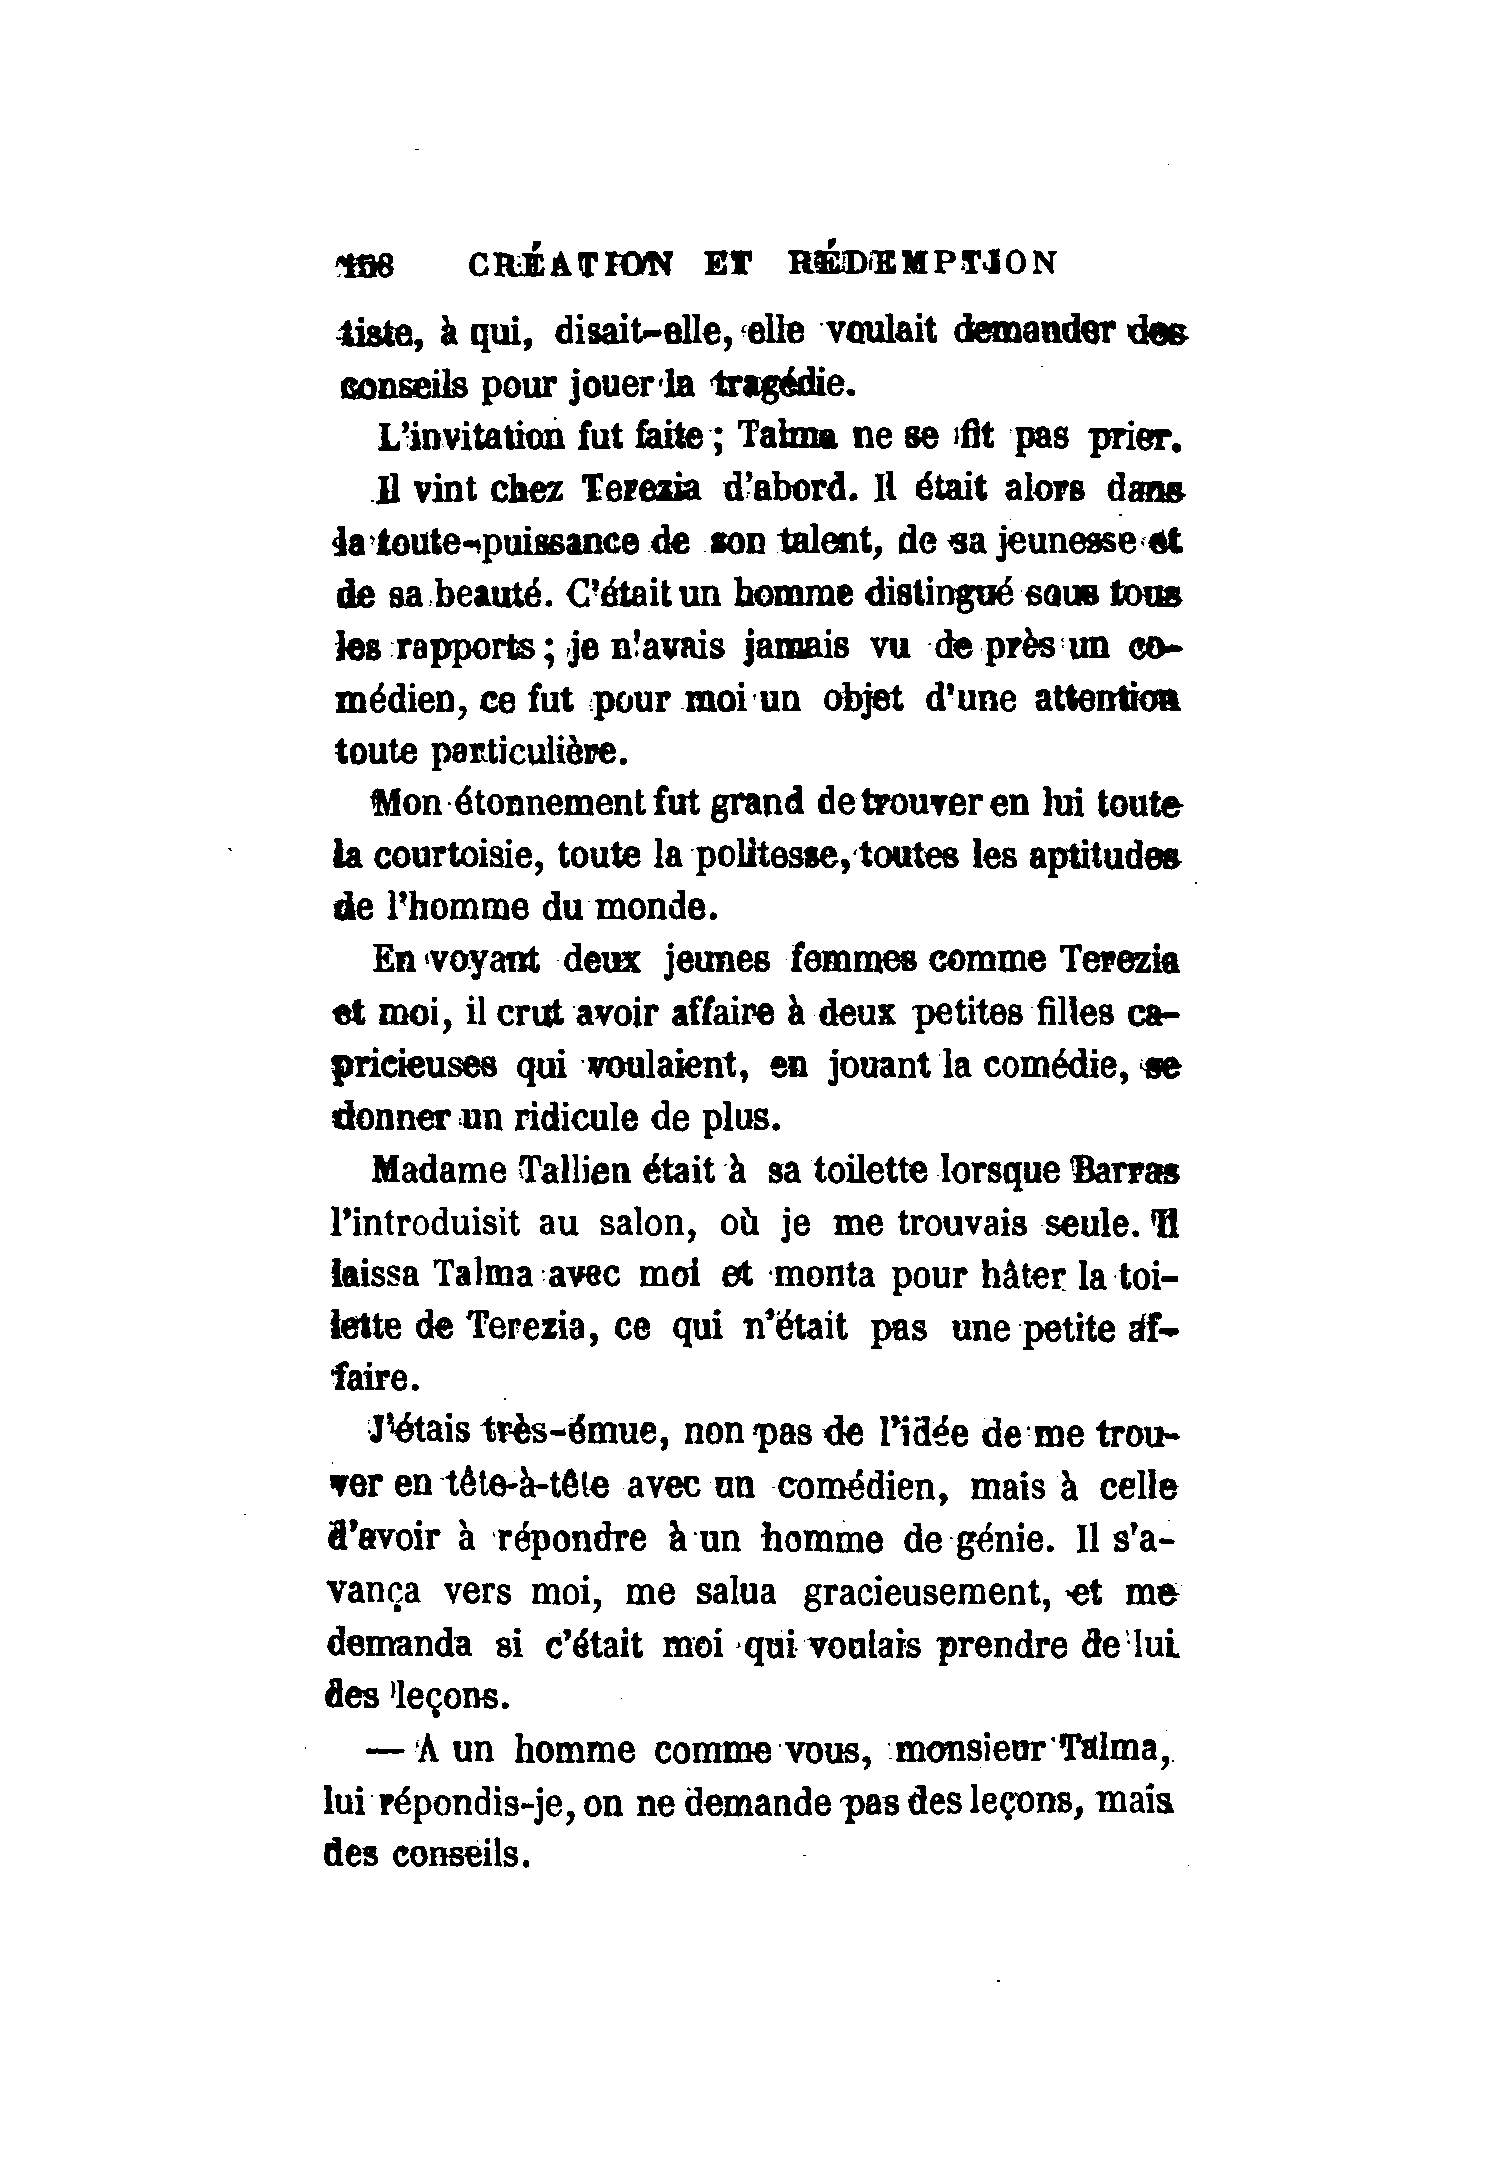 158 CRÉATION ET RÉDEMPTION
tiste, à qui, disait-elle, elle voulait demander des
conseils pour jouer la tragédie.
L'invitation fut faite ; Talma ne se fit pas prier.
Il vint chez Terezia d'abord. Il était alors dans
la toute-puissance de son talent, de sa jeunesse et
de sa beauté. C'était un homme distingué sous tous
les rapports ; je n'avais jamais vu de près un co-
médien, ce fut pour moi un objet d'une attention
toute particulière.
Mon étonnement fut grand de trouver en lui toute
la courtoisie, toute la politesse, toutes les aptitudes
de l'homme du monde.
En voyant deux jeunes femmes comme Terezia
et moi, il crut avoir affaire à deux petites filles ca-
pricieuses qui voulaient, en jouant la comédie, se
donner un ridicule de plus.
Madame Tallien était à sa toilette lorsque Barras
l'introduisit au salon, où je me trouvais seule. Il
laissa Talma avec moi et monta pour hâter la toi-
lette de Terezia, ce qui n'était pas une petite af-
faire.
J'étais très-émue, non pas de l'idée de me trou-
ver en tête-à-tête avec un comédien, mais à celle
d'avoir à répondre à un homme de génie. Il s'a-
vança vers moi, me salua gracieusement, et me
demanda si c'était moi qui voulais prendre de lui
des leçons.
— A un homme comme vous, monsieur Talma,
lui répondis-je, on ne demande pas des leçons, mais
des conseils.